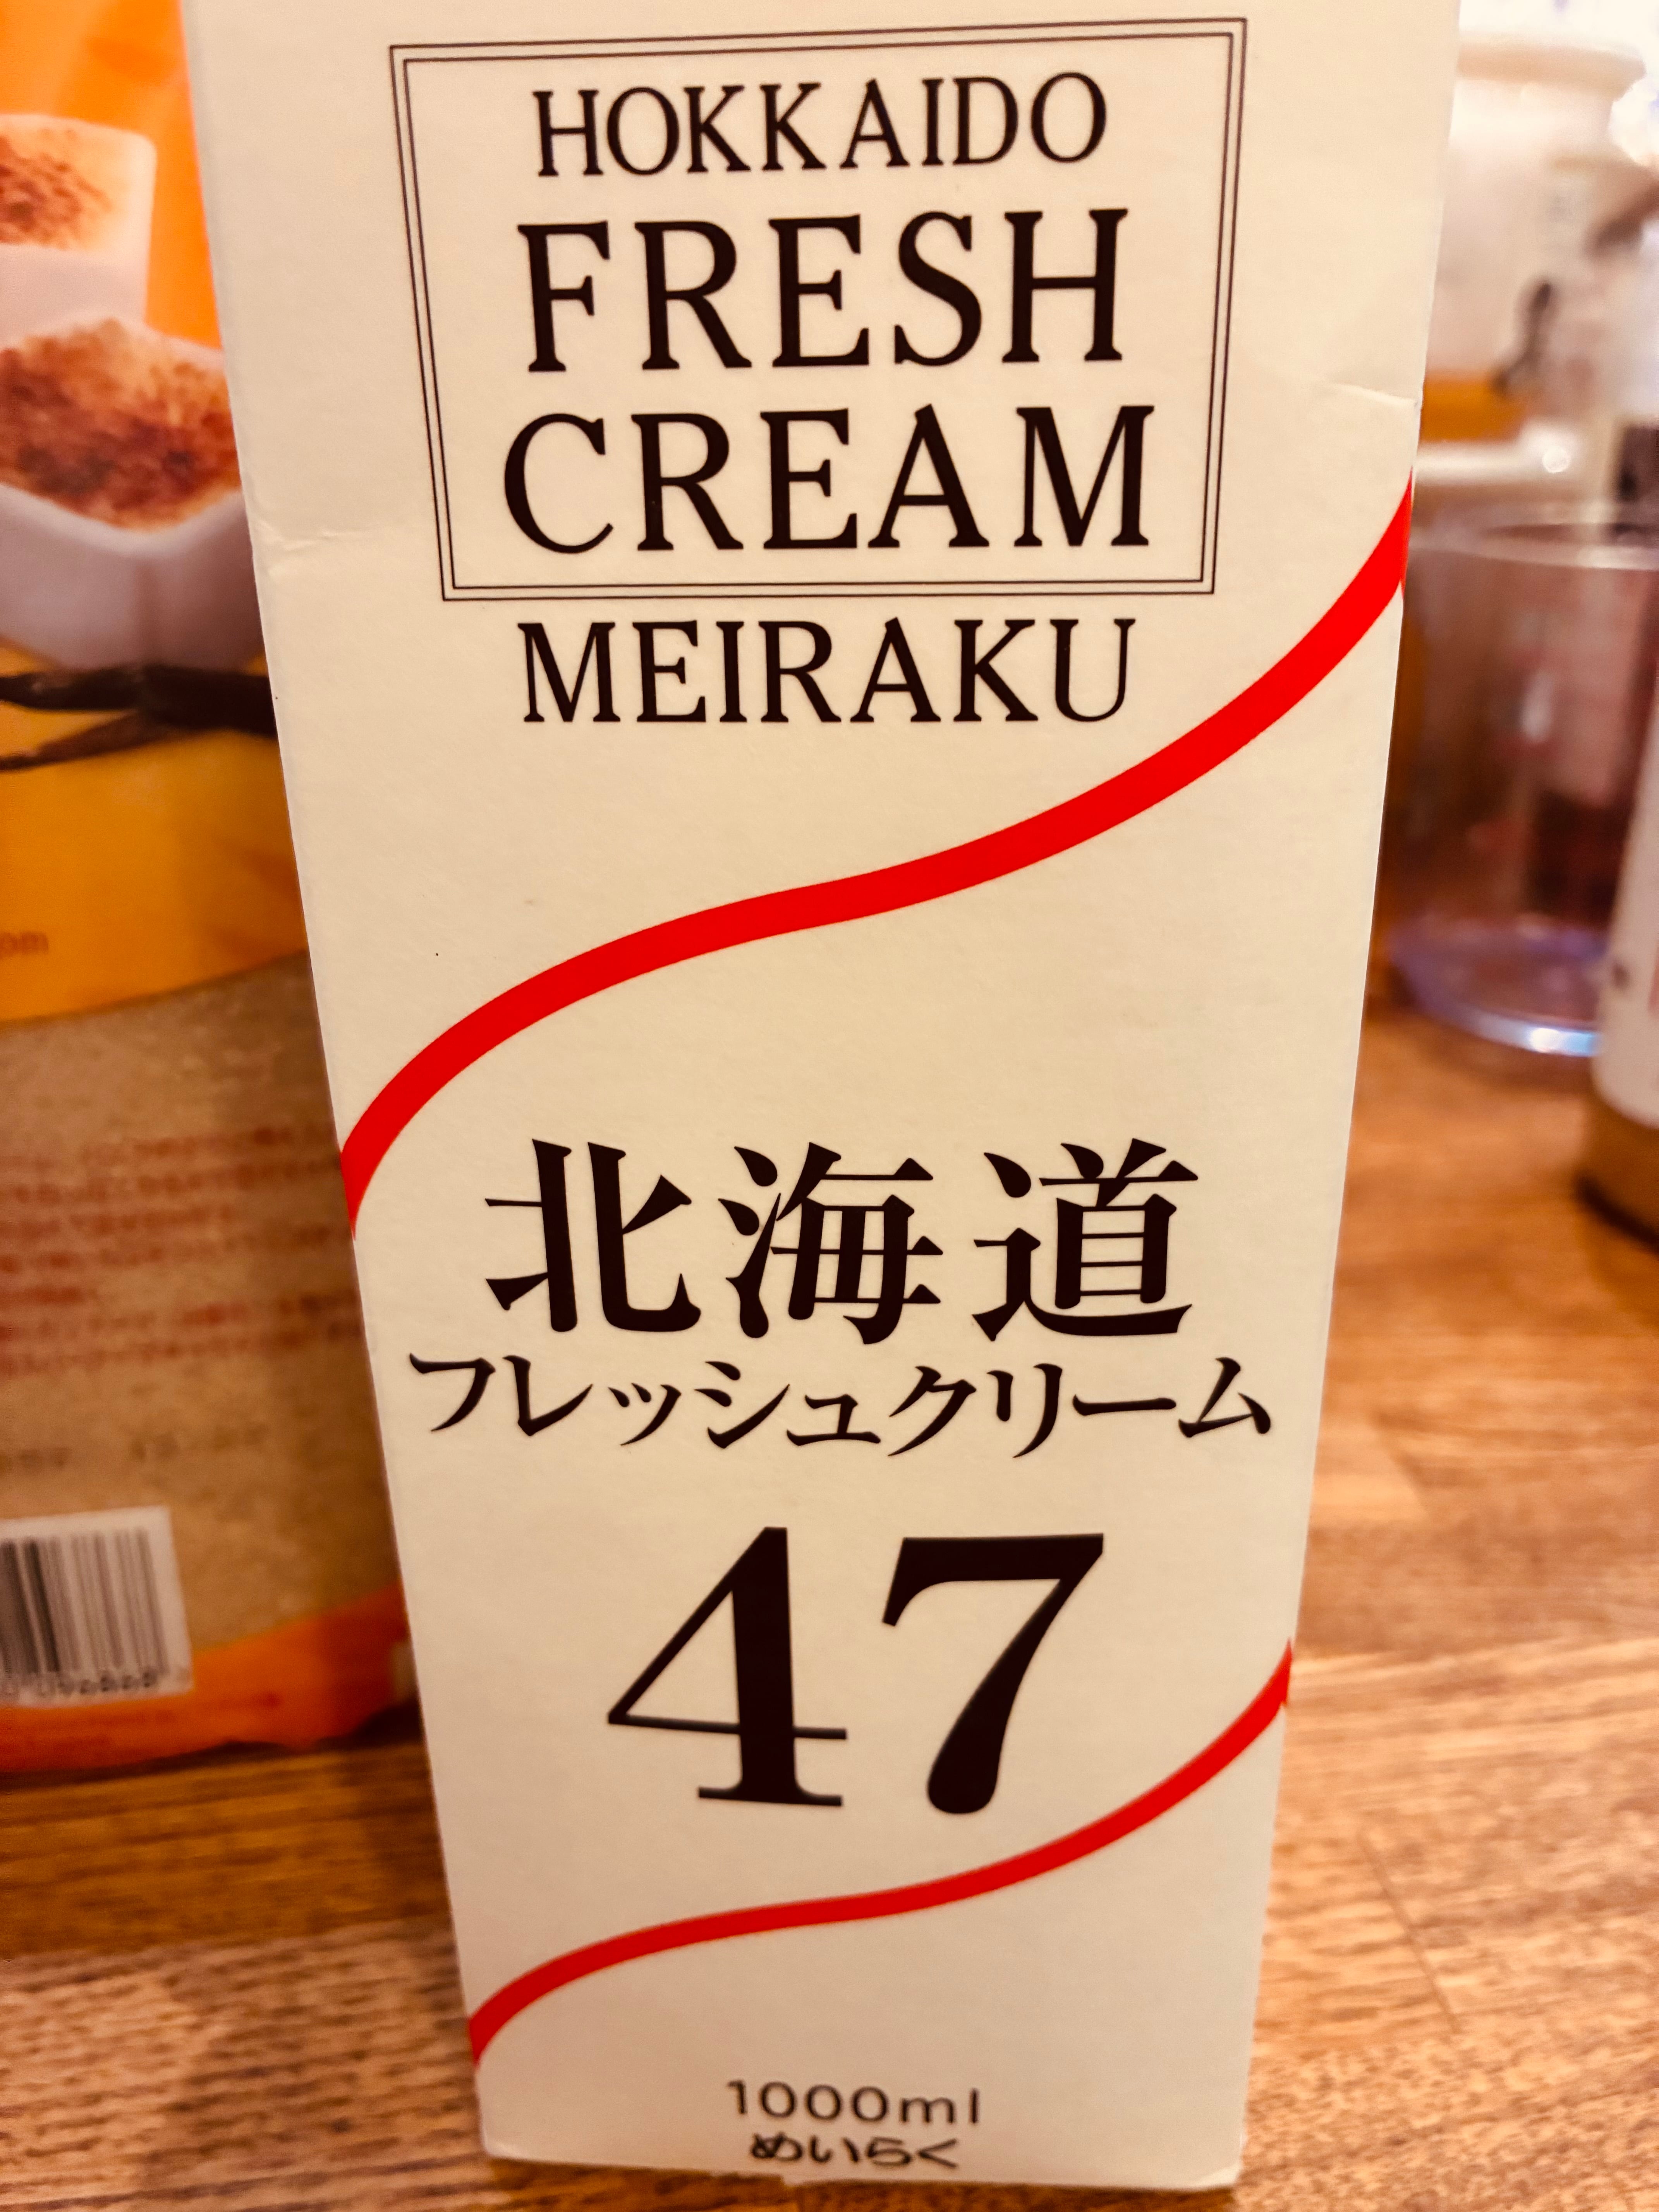 HOKKAIDO
FRESH
CREAM
MEIRAKU
北海道
フレッシュクリーム
47
1000ml
めいらく